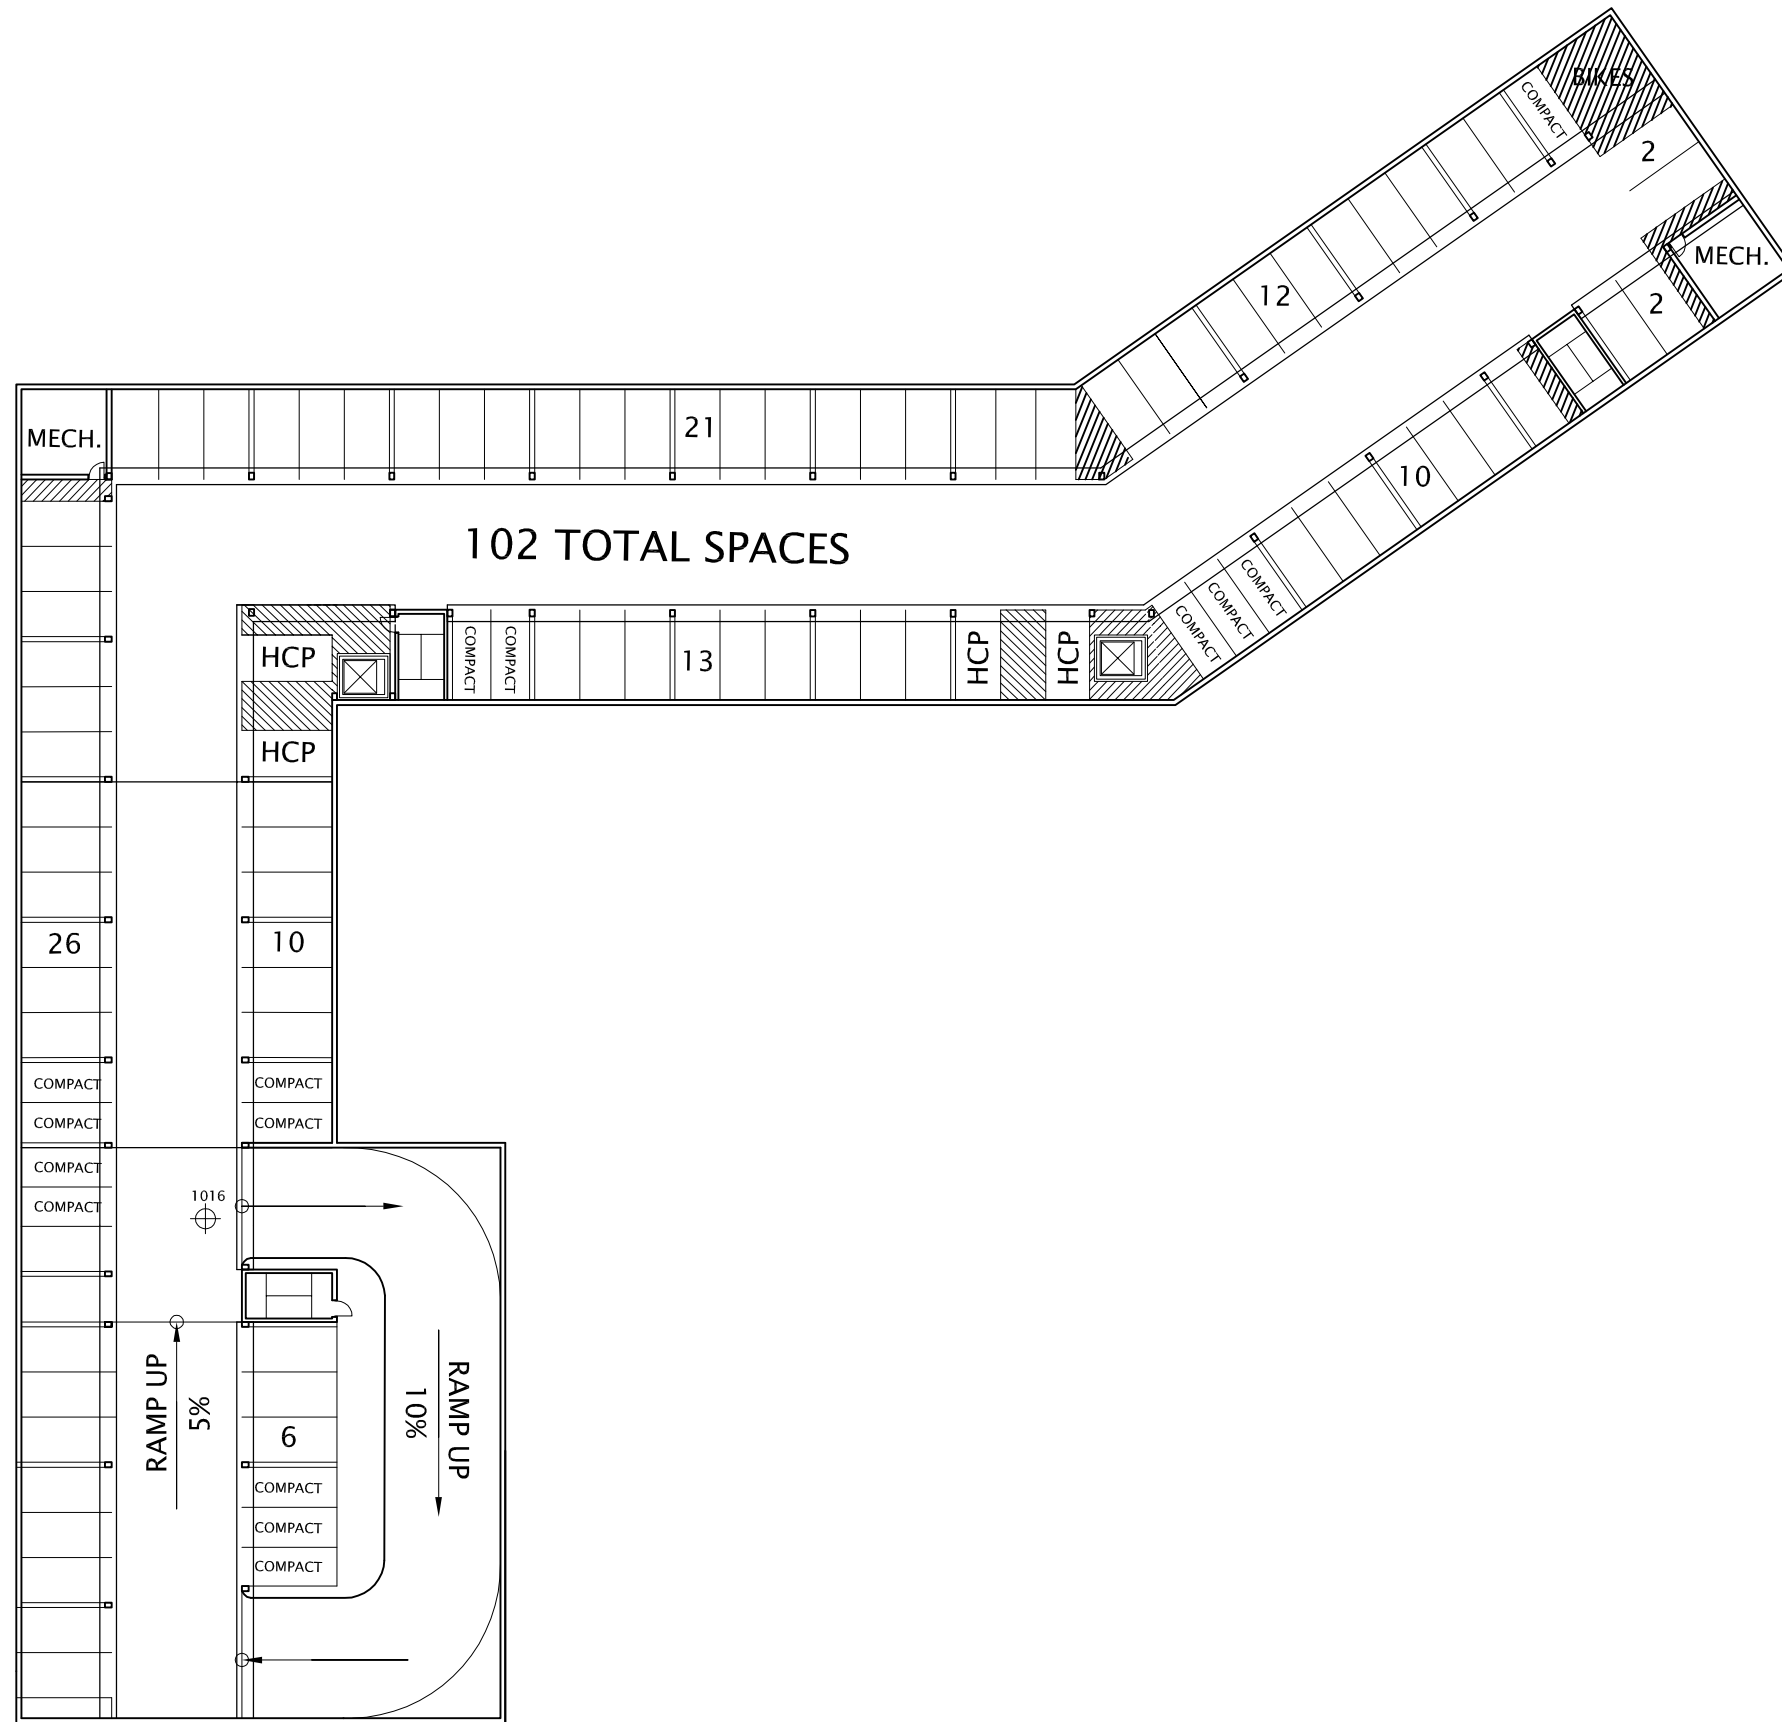 BIKES
COMPACT
2
MECH.
12
2
21
MECH.
10
102 TOTAL SPACES
COMPACT
COMPACT
COMPACT
HCP
COMPACT
COMPACT
13
HCP
HCP
HCP
26
10
COMPACT
COMPACT
COMPACT
COMPACT
COMPACT
COMPACT
1016
RAMP UP
5%
RAMP UP
10%
6
COMPACT
COMPACT
COMPACT